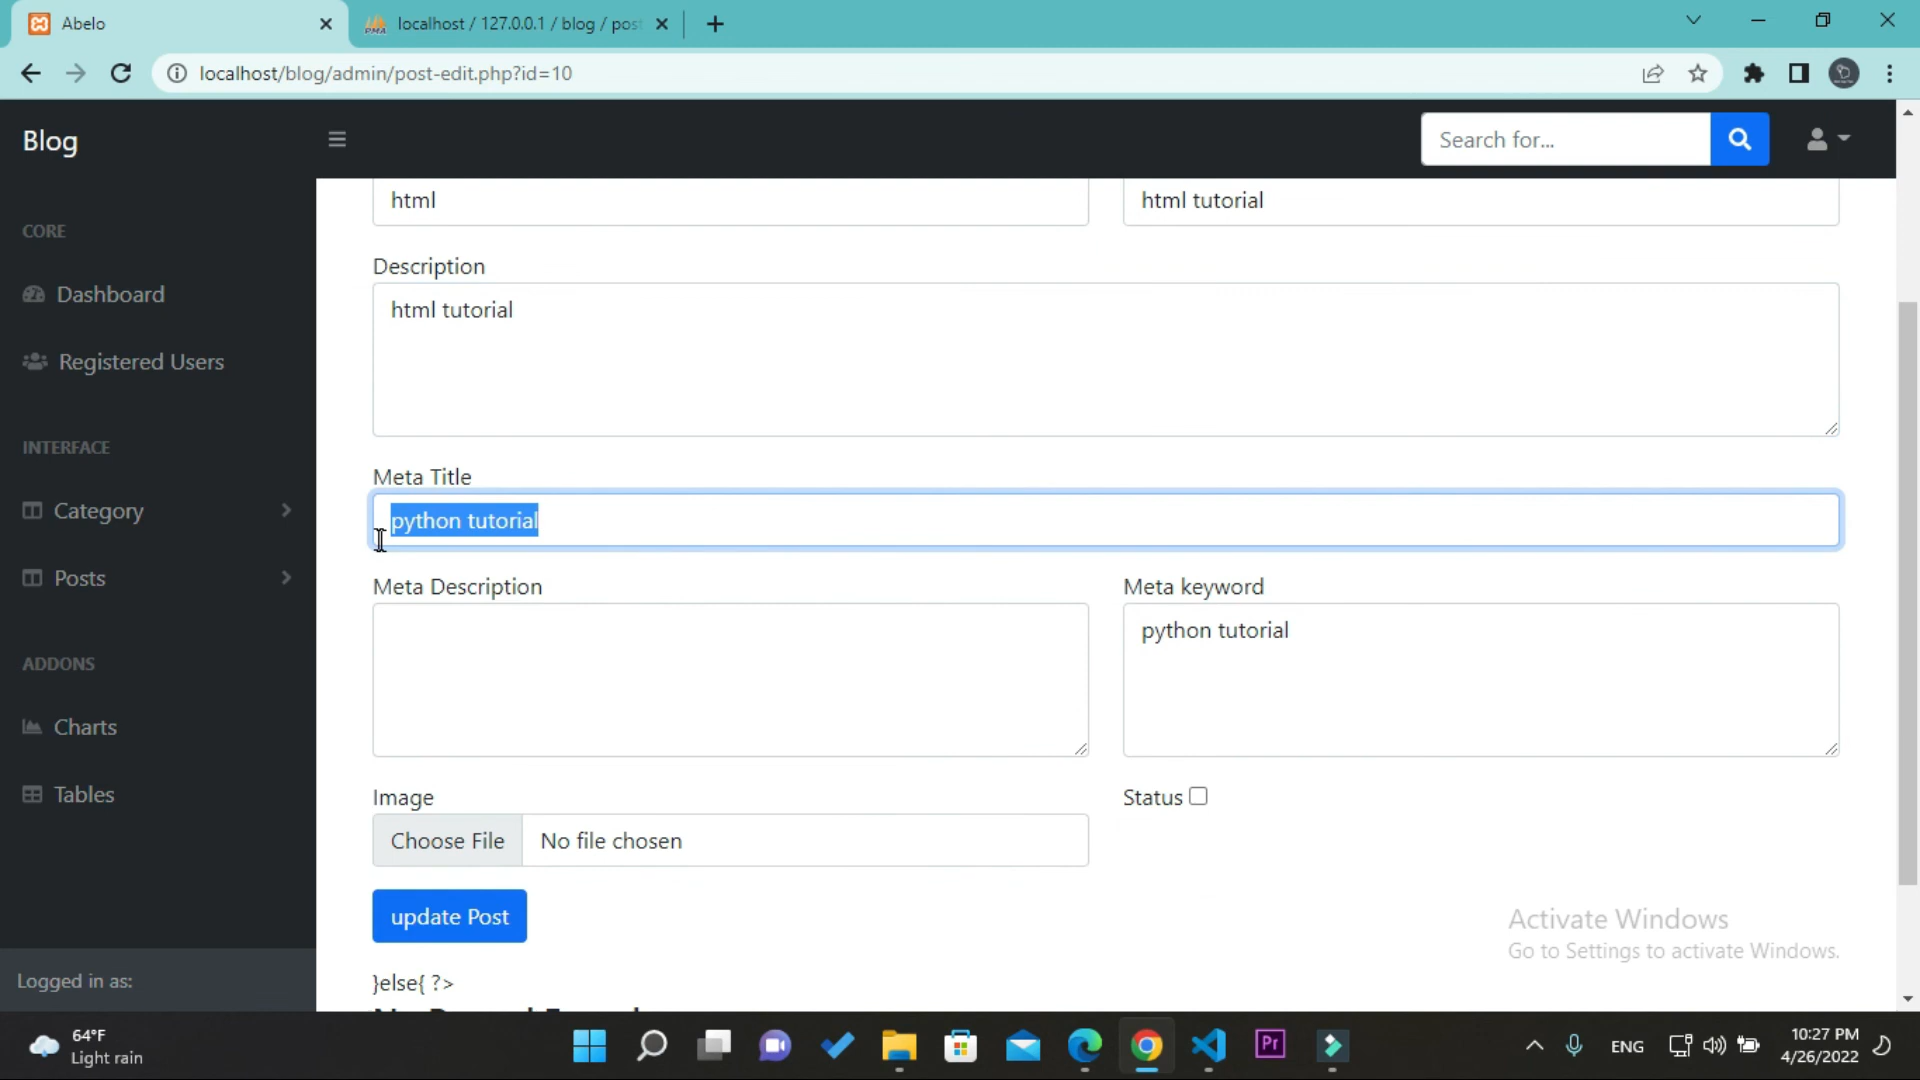 Abelo
localhost / 127.0.0.1 / blog / pos
localhost/blog/admin/post-edit.php?id=10
Blog
Search for...
CORE
Dashboard
Registered Users
INTERFACE
Category
Posts
ADDONS
Charts
Tables
Logged in as:
html
html tutorial
Description
html tutorial
Meta Title
python tutorial
Meta Description
Meta keyword
python tutorial
Image
Status
Choose File
No file chosen
update Post
}else{ ?>
Activate Windows
Go to Settings to activate Windows.
64°F
Light rain
Pr
ENG
10:27 PM
4/26/2022